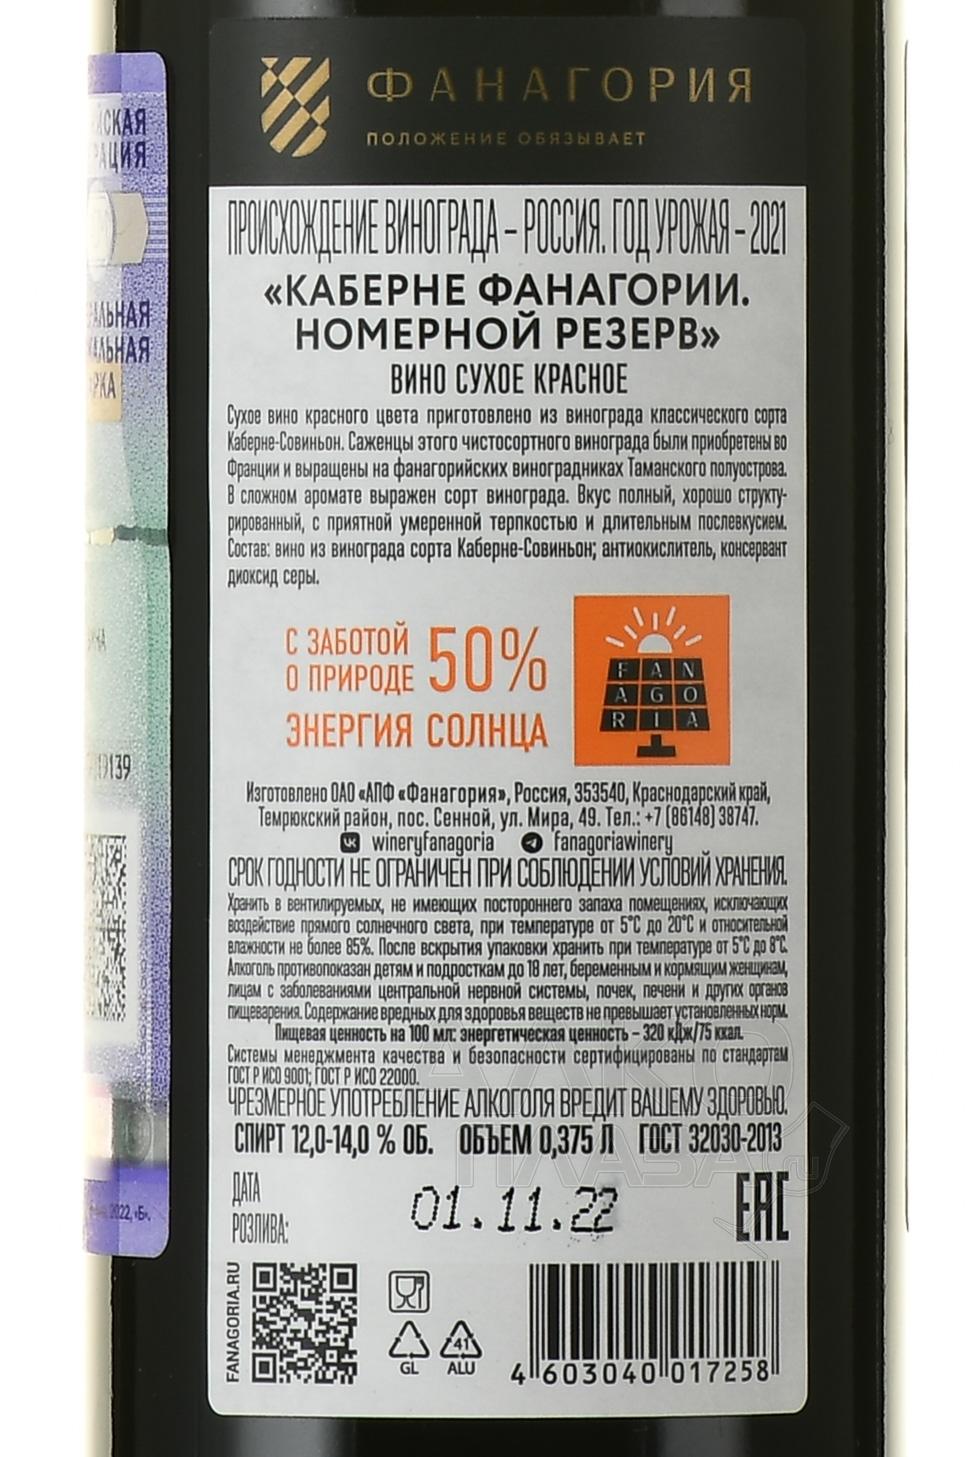 ФАНАГОРИЯ
ПОЛОЖЕНИЕ ОБЯЗЫВАЕТ
ПРОИСХОЖДЕНИЕ ВИНОГРАДА – РОССИЯ. ГОД УРОЖАЯ – 2021
«КАБЕРНЕ ФАНАГОРИИ.
НОМЕРНОЙ РЕЗЕРВ»
ВИНО СУХОЕ КРАСНОЕ
Сухое вино красного цвета приготовлено из винограда классического сорта
Каберне-Совиньон. Саженцы этого чистосортного винограда были приобретены во
Франции и выращены на фанагорийских виноградниках Таманского полуострова.
В сложном аромате выражен сорт винограда. Вкус полный, хорошо структу-
рированный, с приятной умеренной терпкостью и длительным послевкусием.
Состав: вино из винограда сорта Каберне-Совиньон; антиокислитель, консервант
диоксид серы.
С ЗАБОТОЙ
О ПРИРОДЕ 50%
ЭНЕРГИЯ СОЛНЦА
FAN
AGO
RIA
Изготовлено ОАО «АПФ «Фанагория», Россия, 353540, Краснодарский край,
Темрюкский район, пос. Сенной, ул. Мира, 49. Тел.: +7 (86148) 38747.
wineryfanagoria fanagoriawinery
СРОК ГОДНОСТИ НЕ ОГРАНИЧЕН ПРИ СОБЛЮДЕНИИ УСЛОВИЙ ХРАНЕНИЯ.
Хранить в вентилируемых, не имеющих постороннего запаха помещениях, исключающих
воздействие прямого солнечного света, при температуре от 5°С до 20°С и относительной
влажности не более 85%. После вскрытия упаковки хранить при температуре от 5°С до 8°С.
Алкоголь противопоказан детям и подросткам до 18 лет, беременным и кормящим женщинам,
лицам с заболеваниями центральной нервной системы, почек, печени и других органов
пищеварения. Содержание вредных для здоровья веществ не превышает установленных норм.
Пищевая ценность на 100 мл: энергетическая ценность – 320 кДж/75 ккал.
Системы менеджмента качества и безопасности сертифицированы по стандартам
ГОСТ Р ИСО 9001; ГОСТ Р ИСО 22000.
ЧРЕЗМЕРНОЕ УПОТРЕБЛЕНИЕ АЛКОГОЛЯ ВРЕДИТ ВАШЕМУ ЗДОРОВЬЮ.
СПИРТ 12,0-14,0 % ОБ. ОБЪЕМ 0,375 Л ГОСТ 32030-2013
ДАТА
РОЗЛИВА: 01.11.22 EAC
FANAGORIA.RU
GL 41
ALU
4 603040 017258
АЛКО
ПЛАЗА
.ru
19139
2022, «Б».